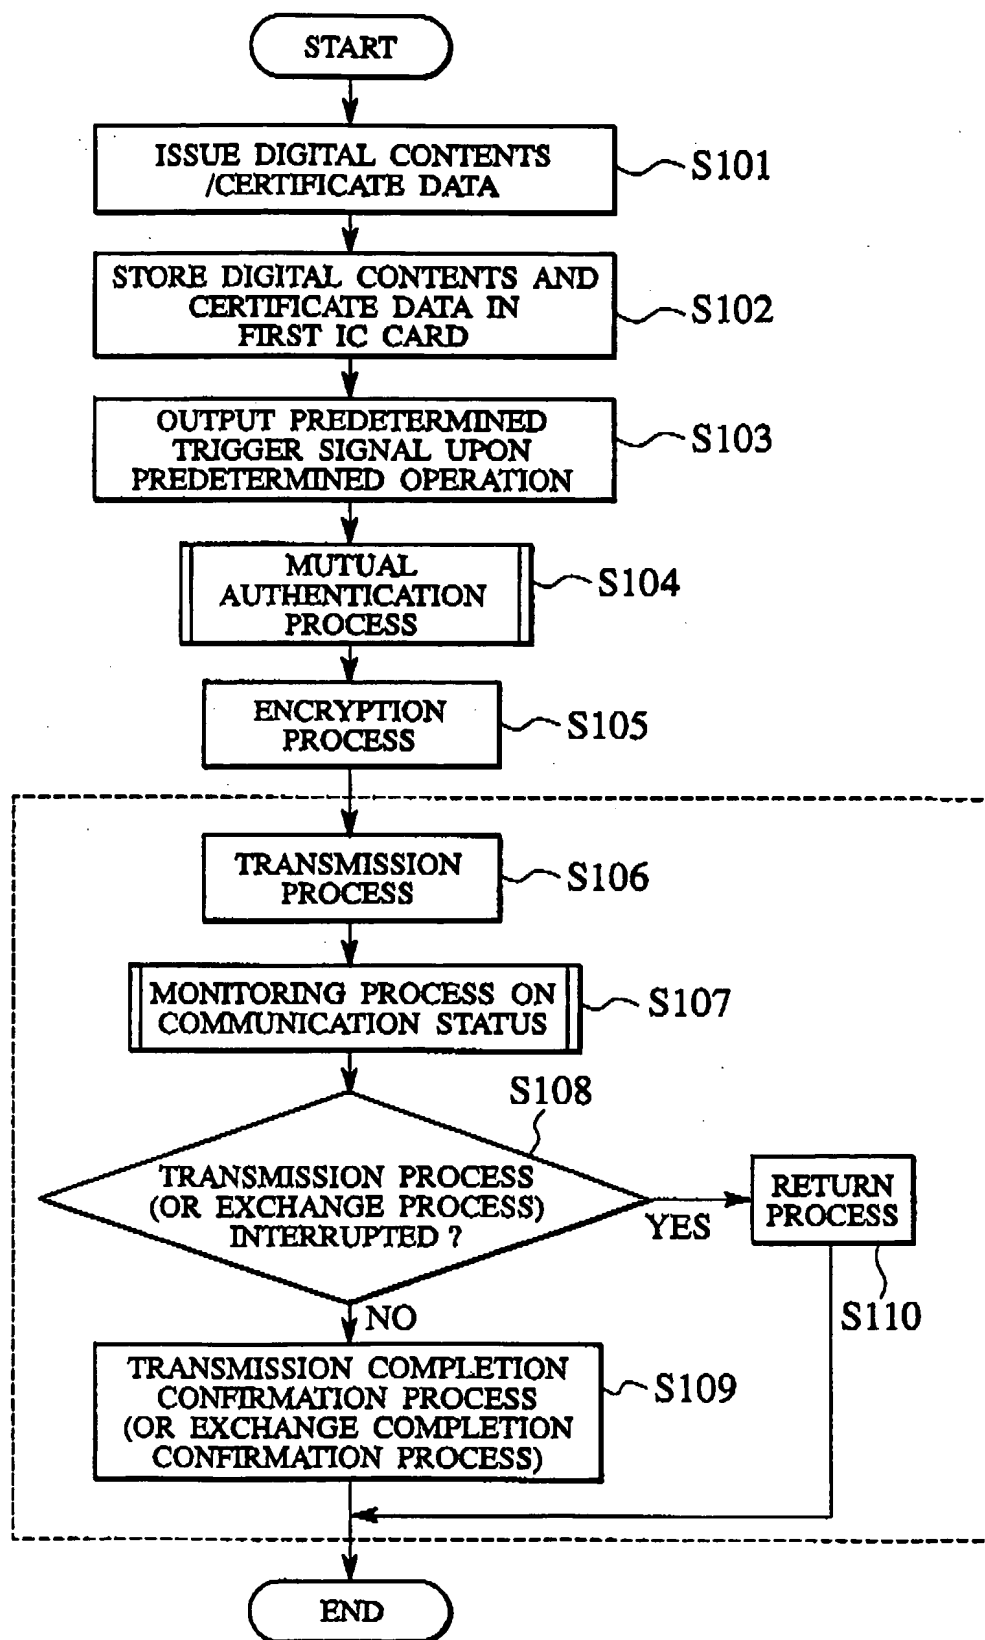 START
ISSUE DIGITAL CONTENTS
/CERTIFICATE DATA
S101
STORE DIGITAL CONTENTS AND
CERTIFICATE DATA IN
FIRST IC CARD
S102
OUTPUT PREDETERMINED
TRIGGER SIGNAL UPON
PREDETERMINED OPERATION
S103
MUTUAL
AUTHENTICATION
PROCESS
S104
ENCRYPTION
PROCESS
S105
TRANSMISSION
PROCESS
S106
MONITORING PROCESS ON
COMMUNICATION STATUS
S107
S108
TRANSMISSION PROCESS
(OR EXCHANGE PROCESS)
INTERRUPTED ?
YES
RETURN
PROCESS
S110
NO
TRANSMISSION COMPLETION
CONFIRMATION PROCESS
(OR EXCHANGE COMPLETION
CONFIRMATION PROCESS)
S109
END